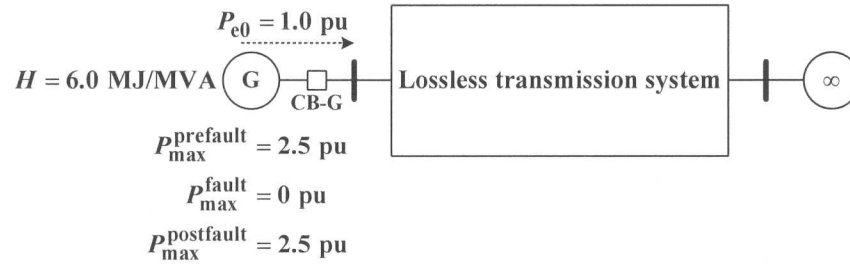 P_e0 = 1.0 pu
H = 6.0 MJ/MVA G CB-G Lossless transmission system ∞
P_max^prefault = 2.5 pu
P_max^fault = 0 pu
P_max^postfault = 2.5 pu